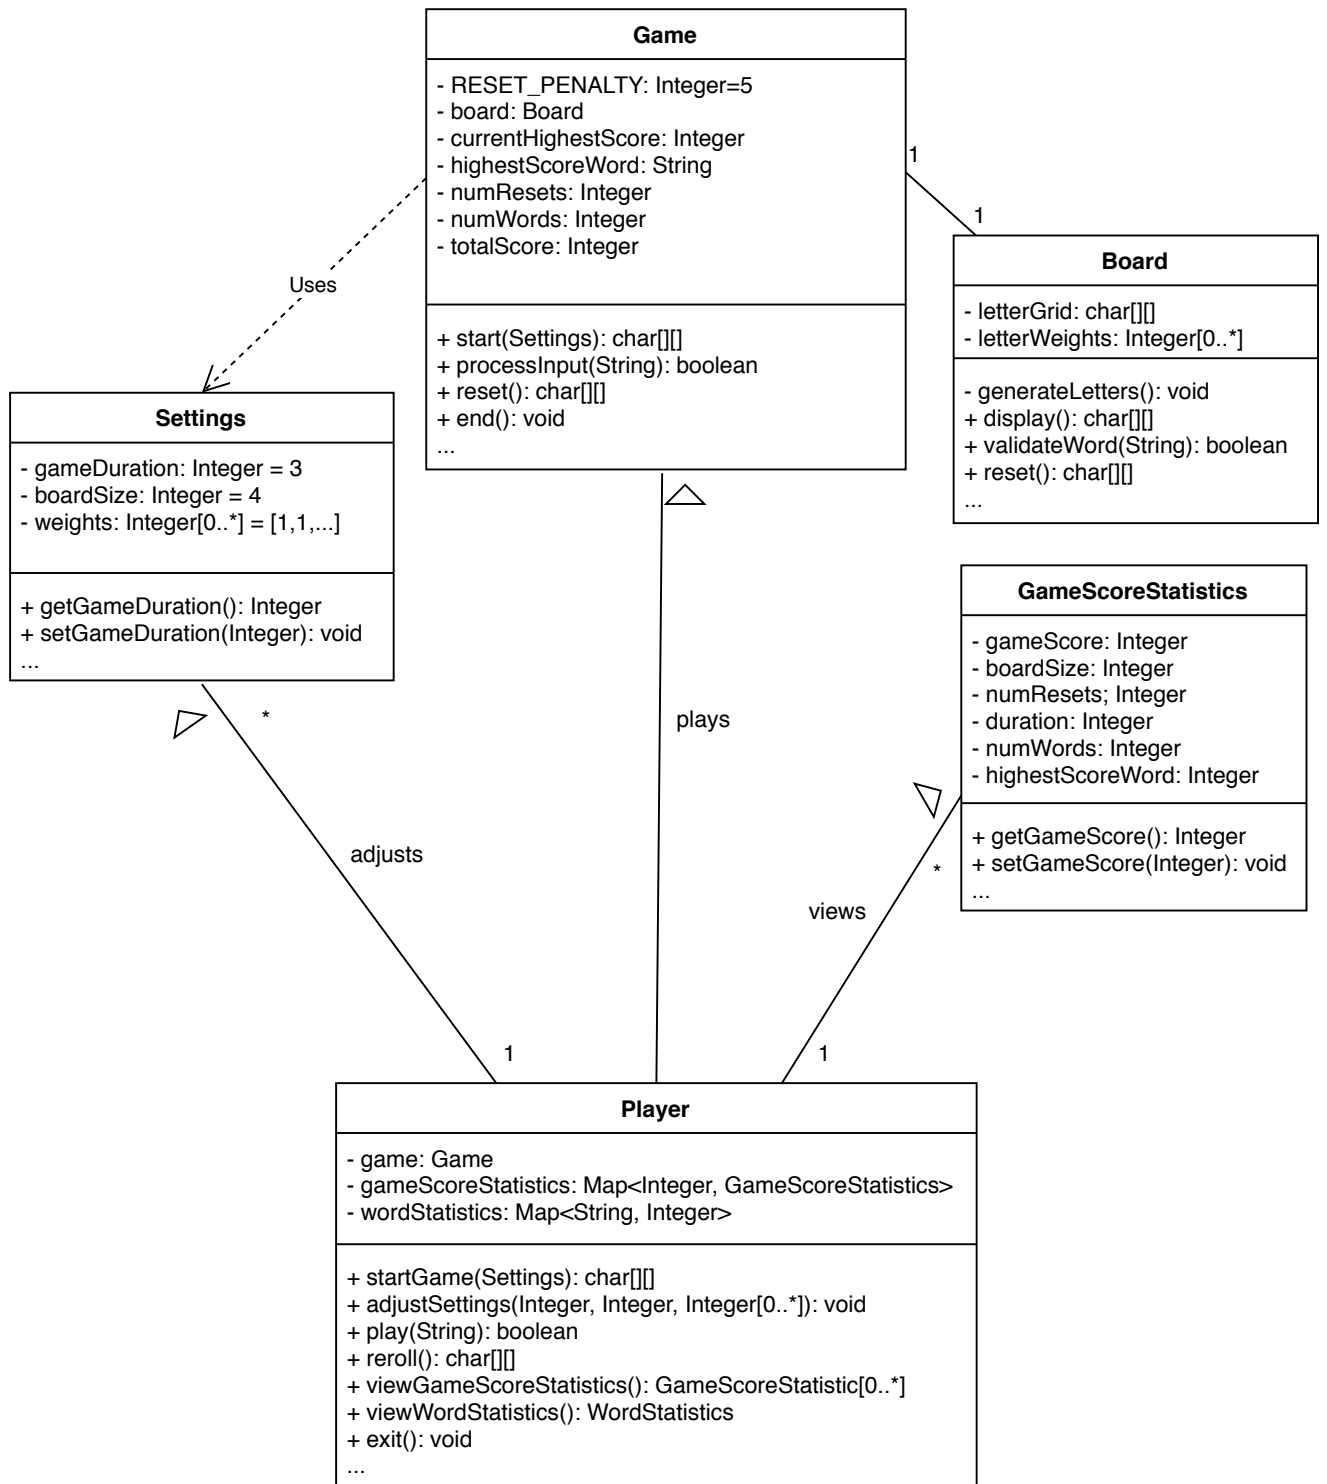 Game
- RESET_PENALTY: Integer=5
- board: Board
- currentHighestScore: Integer
- highestScoreWord: String
- numResets: Integer
- numWords: Integer
- totalScore: Integer
+ start(Settings): char[][]
+ processInput(String): boolean
+ reset(): char[][]
+ end(): void
...
1
1
Board
- letterGrid: char[][]
- letterWeights: Integer[0..*]
- generateLetters(): void
+ display(): char[][]
+ validateWord(String): boolean
+ reset(): char[][]
...
Uses
Settings
- gameDuration: Integer = 3
- boardSize: Integer = 4
- weights: Integer[0..*] = [1,1,...]
+ getGameDuration(): Integer
+ setGameDuration(Integer): void
...
GameScoreStatistics
- gameScore: Integer
- boardSize: Integer
- numResets; Integer
- duration: Integer
- numWords: Integer
- highestScoreWord: Integer
+ getGameScore(): Integer
+ setGameScore(Integer): void
...
*
plays
adjusts
*
views
1
1
Player
- game: Game
- gameScoreStatistics: Map<Integer, GameScoreStatistics>
- wordStatistics: Map<String, Integer>
+ startGame(Settings): char[][]
+ adjustSettings(Integer, Integer, Integer[0..*]): void
+ play(String): boolean
+ reroll(): char[][]
+ viewGameScoreStatistics(): GameScoreStatistic[0..*]
+ viewWordStatistics(): WordStatistics
+ exit(): void
...